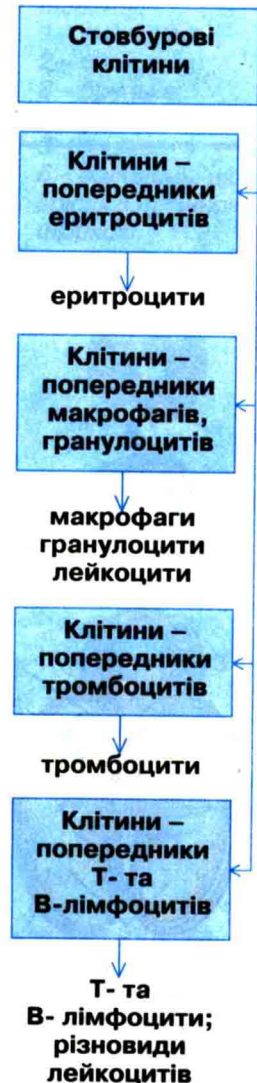 Стовбурові
клітини
Клітини –
попередники
еритроцитів
еритроцити
Клітини –
попередники
макрофагів,
гранулоцитів
макрофаги
гранулоцити
лейкоцити
Клітини –
попередники
тромбоцитів
тромбоцити
Клітини –
попередники
Т- та
В-лімфоцитів
Т- та
В- лімфоцити;
різновиди
лейкоцитів